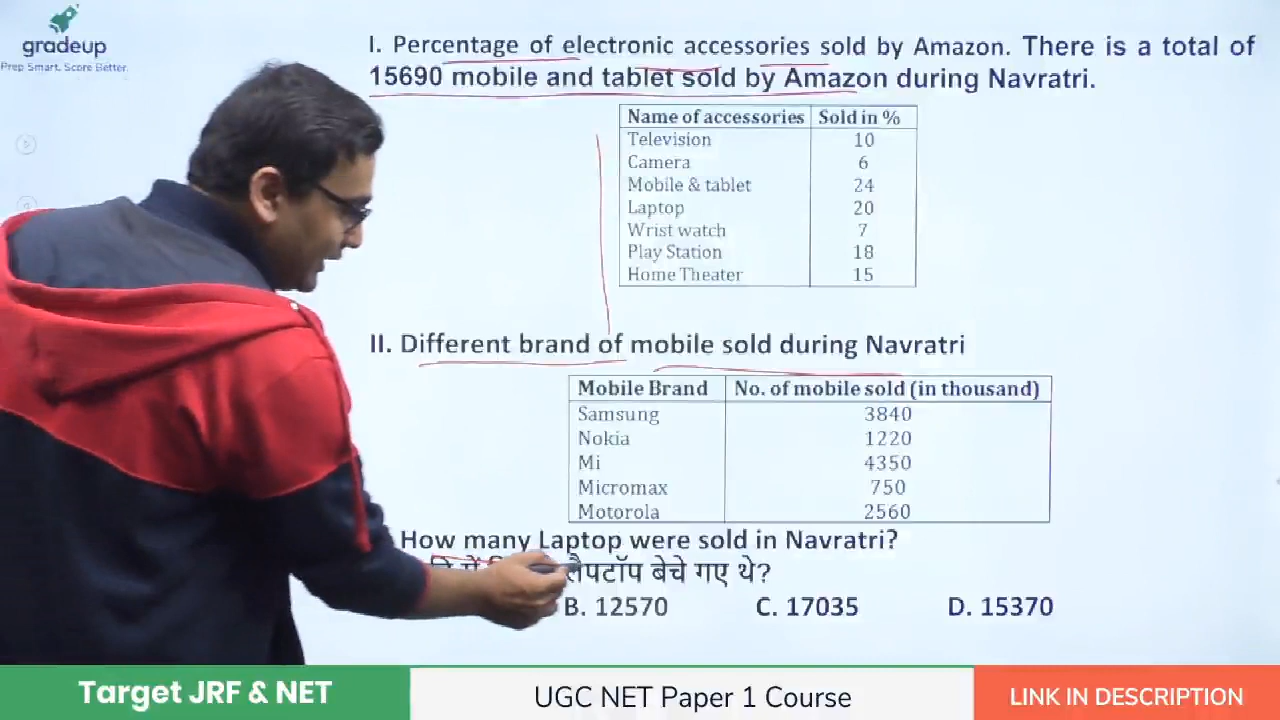 gradeup
Prep Smart. Score Better.
I. Percentage of electronic accessories sold by Amazon. There is a total of
15690 mobile and tablet sold by Amazon during Navratri.
Name of accessories Sold in %
Television 10
Camera 6
Mobile & tablet 24
Laptop 20
Wrist watch 7
Play Station 18
Home Theater 15
II. Different brand of mobile sold during Navratri
Mobile Brand No. of mobile sold (in thousand)
Samsung 3840
Nokia 1220
Mi 4350
Micromax 750
Motorola 2560
How many Laptop were sold in Navratri?
में लैपटॉप बेचे गए थे?
B. 12570 C. 17035 D. 15370
Target JRF & NET
UGC NET Paper 1 Course
LINK IN DESCRIPTION